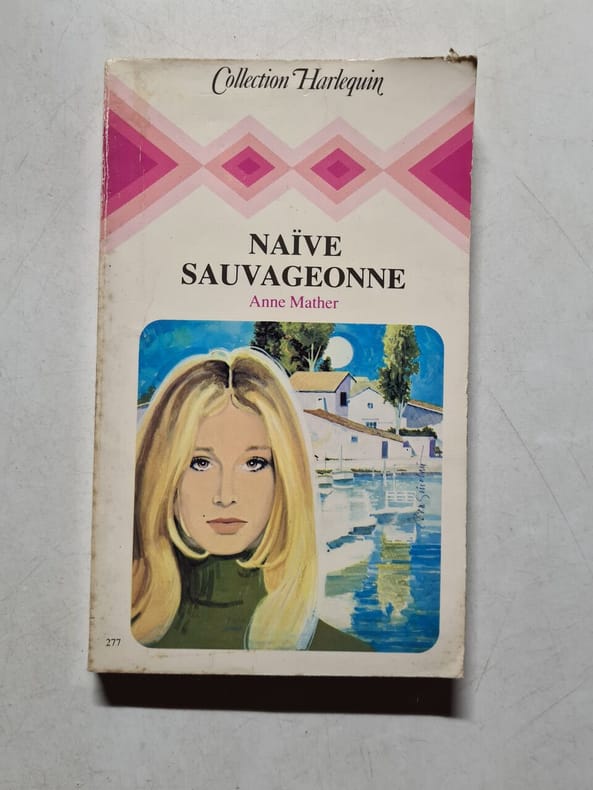 Collection Harlequin
NAÏVE
SAUVAGEONNE
Anne Mather
277